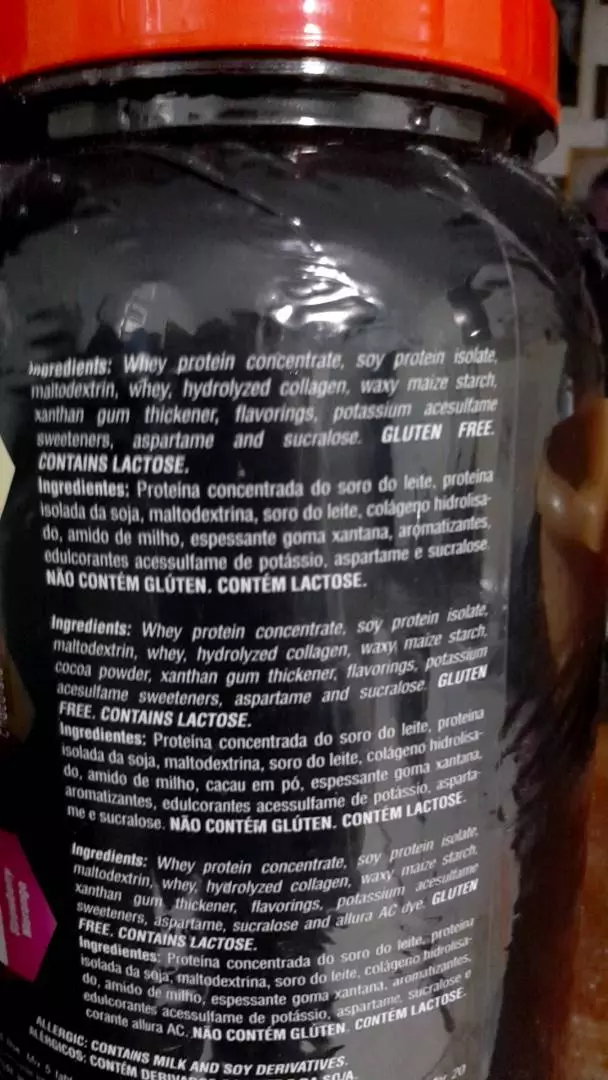 Ingredients: Whey protein concentrate, soy protein isolate,
maltodextrin, whey, hydrolyzed collagen, waxy maize starch,
xanthan gum thickener, flavorings, potassium acesulfame
sweeteners, aspartame and sucralose. GLUTEN FREE.
CONTAINS LACTOSE.
Ingredientes: Proteína concentrada do soro do leite, proteína
isolada da soja, maltodextrina, soro do leite, colágeno hidrolisa-
do, amido de milho, espessante goma xantana, aromatizantes,
edulcorantes acessulfame de potássio, aspartame e sucralose.
NÃO CONTÉM GLÚTEN. CONTÉM LACTOSE.
Ingredients: Whey protein concentrate, soy protein isolate,
maltodextrin, whey, hydrolyzed collagen, waxy maize starch,
cocoa powder, xanthan gum thickener, flavorings, potassium
acesulfame sweeteners, aspartame and sucralose. GLUTEN
FREE. CONTAINS LACTOSE.
Ingredientes: Proteína concentrada do soro do leite, proteína
isolada da soja, maltodextrina, soro do leite, colágeno hidrolisa-
do, amido de milho, cacau em pó, espessante goma xantana,
aromatizantes, edulcorantes acessulfame de potássio, asparta-
me e sucralose. NÃO CONTÉM GLÚTEN. CONTÉM LACTOSE.
Ingredients: Whey protein concentrate, soy protein isolate,
maltodextrin, whey, hydrolyzed collagen, waxy maize starch,
xanthan gum thickener, flavorings, potassium acesulfame
sweeteners, aspartame, sucralose and allura AC dye. GLUTEN
FREE. CONTAINS LACTOSE.
Ingredientes: Proteína concentrada do soro do leite, proteína
isolada da soja, maltodextrina, soro do leite, colágeno hidrolisa-
do, amido de milho, espessante goma xantana, aromatizantes,
edulcorantes acessulfame de potássio, aspartame, sucralose e
corante allura AC. NÃO CONTÉM GLÚTEN. CONTÉM LACTOSE.
ALLERGIC: CONTAINS MILK AND SOY DERIVATIVES.
ALÉRGICOS: CONTÉM SOJA.
20